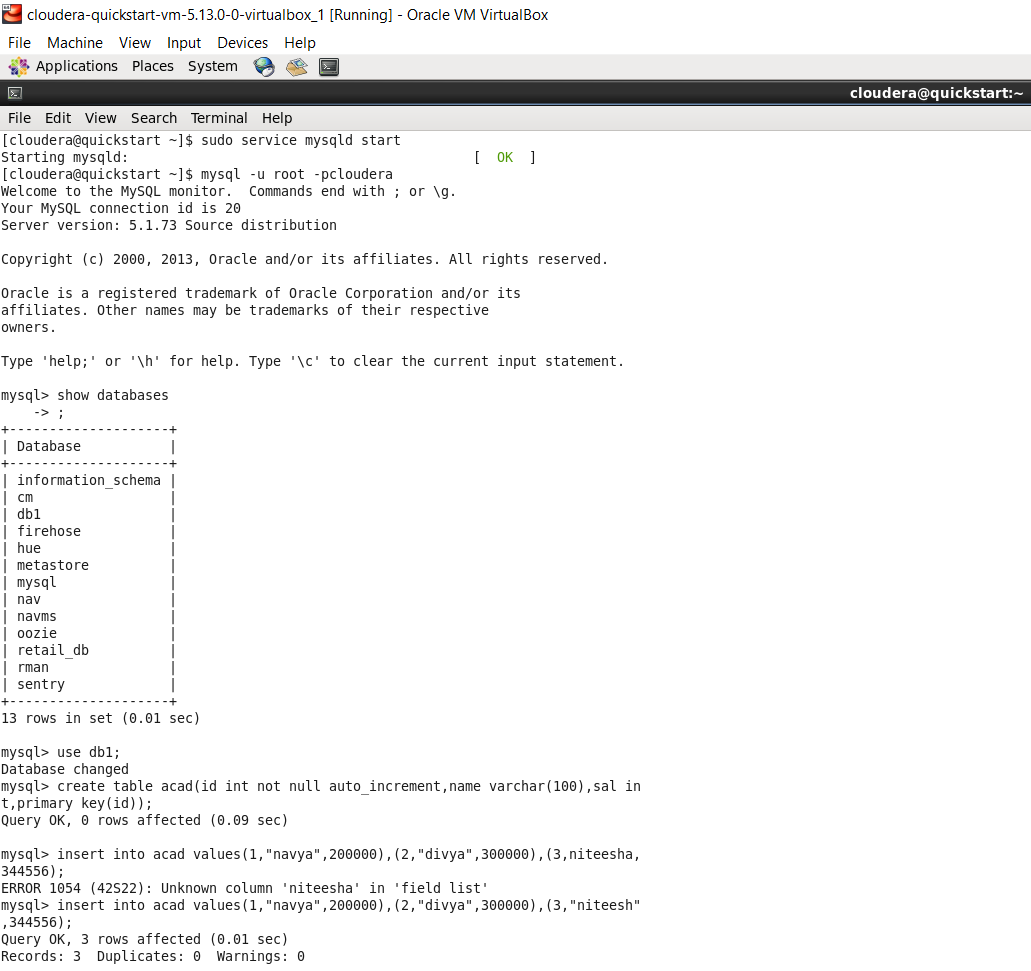 cloudera-quickstart-vm-5.13.0-0-virtualbox_1 [Running] - Oracle VM VirtualBox
File Machine View Input Devices Help
Applications Places System
cloudera@quickstart:~
File Edit View Search Terminal Help
[cloudera@quickstart ~]$ sudo service mysqld start
Starting mysqld:                                           [  OK  ]
[cloudera@quickstart ~]$ mysql -u root -pcloudera
Welcome to the MySQL monitor.  Commands end with ; or \g.
Your MySQL connection id is 20
Server version: 5.1.73 Source distribution

Copyright (c) 2000, 2013, Oracle and/or its affiliates. All rights reserved.

Oracle is a registered trademark of Oracle Corporation and/or its
affiliates. Other names may be trademarks of their respective
owners.

Type 'help;' or '\h' for help. Type '\c' to clear the current input statement.

mysql> show databases
    -> ;
+--------------------+
| Database           |
+--------------------+
| information_schema |
| cm                 |
| db1                |
| firehose           |
| hue                |
| metastore          |
| mysql              |
| nav                |
| navms              |
| oozie              |
| retail_db          |
| rman               |
| sentry             |
+--------------------+
13 rows in set (0.01 sec)

mysql> use db1;
Database changed
mysql> create table acad(id int not null auto_increment,name varchar(100),sal in
t,primary key(id));
Query OK, 0 rows affected (0.09 sec)

mysql> insert into acad values(1,"navya",200000),(2,"divya",300000),(3,niteesha,
344556);
ERROR 1054 (42S22): Unknown column 'niteesha' in 'field list'
mysql> insert into acad values(1,"navya",200000),(2,"divya",300000),(3,"niteesh"
,344556);
Query OK, 3 rows affected (0.01 sec)
Records: 3  Duplicates: 0  Warnings: 0